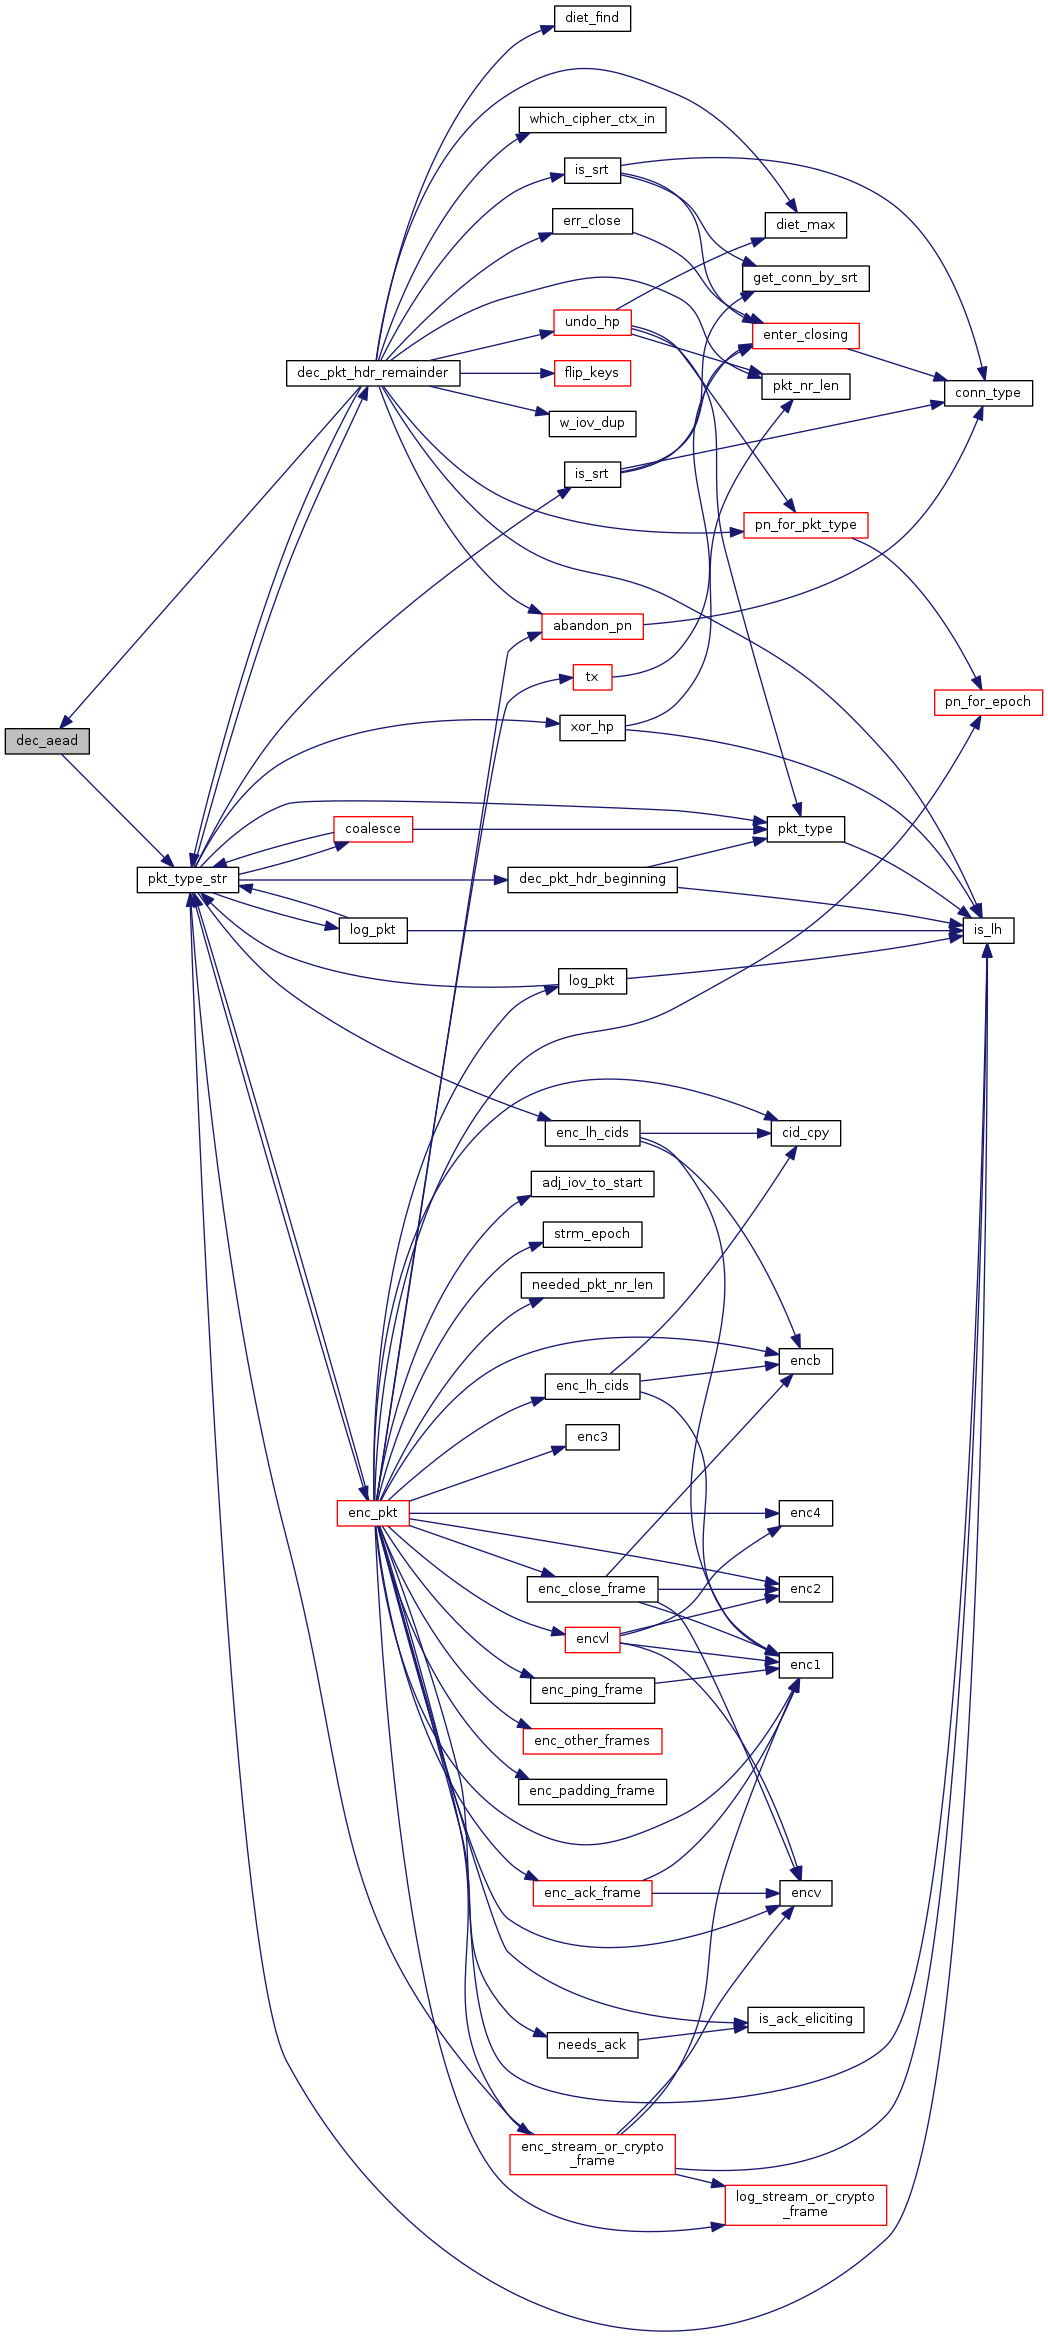 diet_find
which_cipher_ctx_in
is_srt
err_close
diet_max
get_conn_by_srt
undo_hp
enter_closing
dec_pkt_hdr_remainder
flip_keys
pkt_nr_len
conn_type
w_iov_dup
is_srt
pn_for_pkt_type
abandon_pn
tx
pn_for_epoch
xor_hp
dec_aead
coalesce
pkt_type
pkt_type_str
dec_pkt_hdr_beginning
log_pkt
is_lh
log_pkt
enc_lh_cids
cid_cpy
adj_iov_to_start
strm_epoch
needed_pkt_nr_len
encb
enc_lh_cids
enc3
enc_pkt
enc4
enc_close_frame
enc2
encvl
enc1
enc_ping_frame
enc_other_frames
enc_padding_frame
enc_ack_frame
encv
is_ack_eliciting
needs_ack
enc_stream_or_crypto
_frame
log_stream_or_crypto
_frame